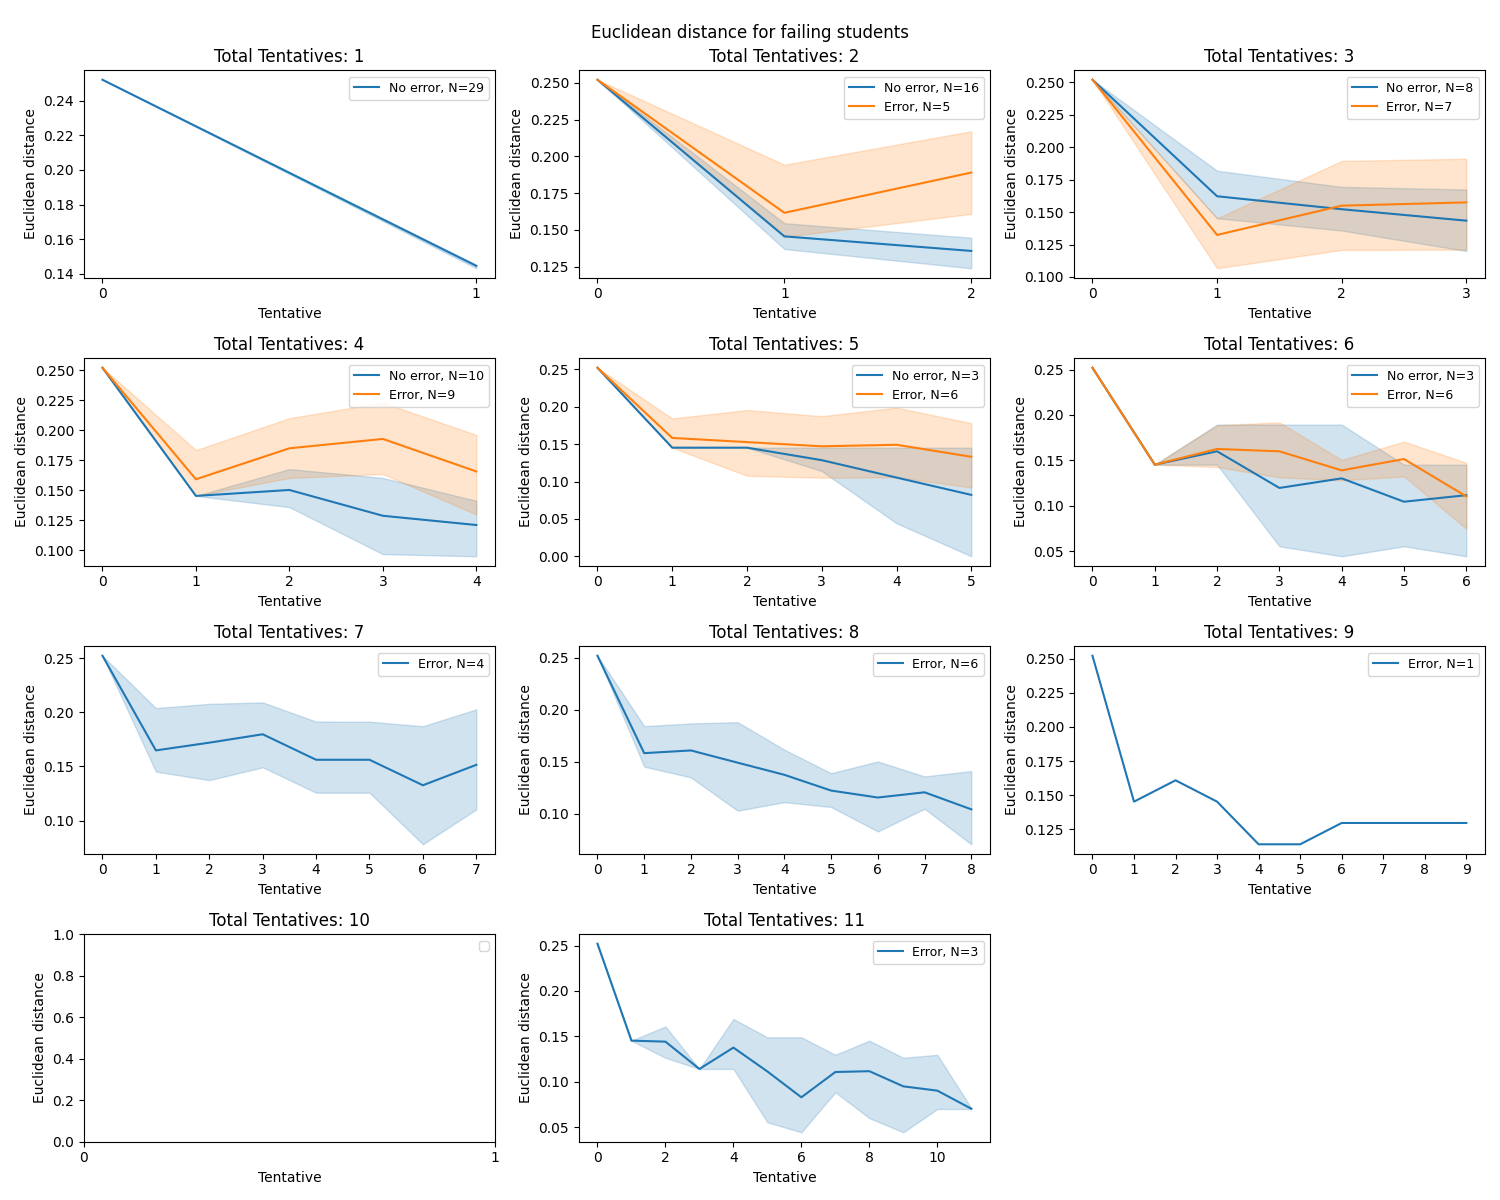 Euclidean distance for failing students
Total Tentatives: 1
Euclidean distance
0.24
0.22
0.20
0.18
0.16
0.14
No error, N=29
0 1
Tentative
Total Tentatives: 2
Euclidean distance
0.250
0.225
0.200
0.175
0.150
0.125
No error, N=16
Error, N=5
0 1 2
Tentative
Total Tentatives: 3
Euclidean distance
0.250
0.225
0.200
0.175
0.150
0.125
0.100
No error, N=8
Error, N=7
0 1 2 3
Tentative
Total Tentatives: 4
Euclidean distance
0.250
0.225
0.200
0.175
0.150
0.125
0.100
No error, N=10
Error, N=9
0 1 2 3 4
Tentative
Total Tentatives: 5
Euclidean distance
0.25
0.20
0.15
0.10
0.05
0.00
No error, N=3
Error, N=6
0 1 2 3 4 5
Tentative
Total Tentatives: 6
Euclidean distance
0.25
0.20
0.15
0.10
0.05
No error, N=3
Error, N=6
0 1 2 3 4 5 6
Tentative
Total Tentatives: 7
Euclidean distance
0.25
0.20
0.15
0.10
Error, N=4
0 1 2 3 4 5 6 7
Tentative
Total Tentatives: 8
Euclidean distance
0.25
0.20
0.15
0.10
Error, N=6
0 1 2 3 4 5 6 7 8
Tentative
Total Tentatives: 9
Euclidean distance
0.250
0.225
0.200
0.175
0.150
0.125
Error, N=1
0 1 2 3 4 5 6 7 8 9
Tentative
Total Tentatives: 10
Euclidean distance
1.0
0.8
0.6
0.4
0.2
0.0
0 1
Tentative
Total Tentatives: 11
Euclidean distance
0.25
0.20
0.15
0.10
0.05
Error, N=3
0 2 4 6 8 10
Tentative